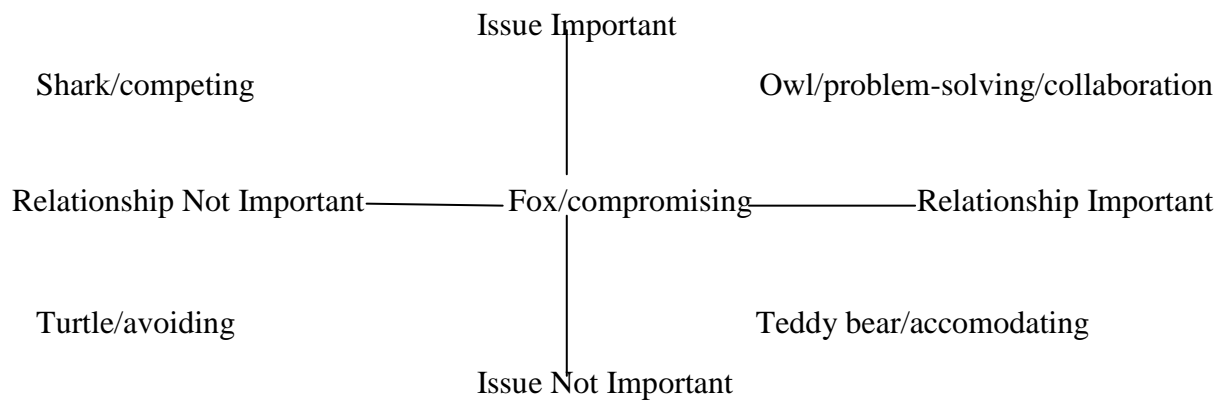 Issue Important
Shark/competing Owl/problem-solving/collaboration
Relationship Not Important Fox/compromising Relationship Important
Turtle/avoiding Teddy bear/accomodating
Issue Not Important